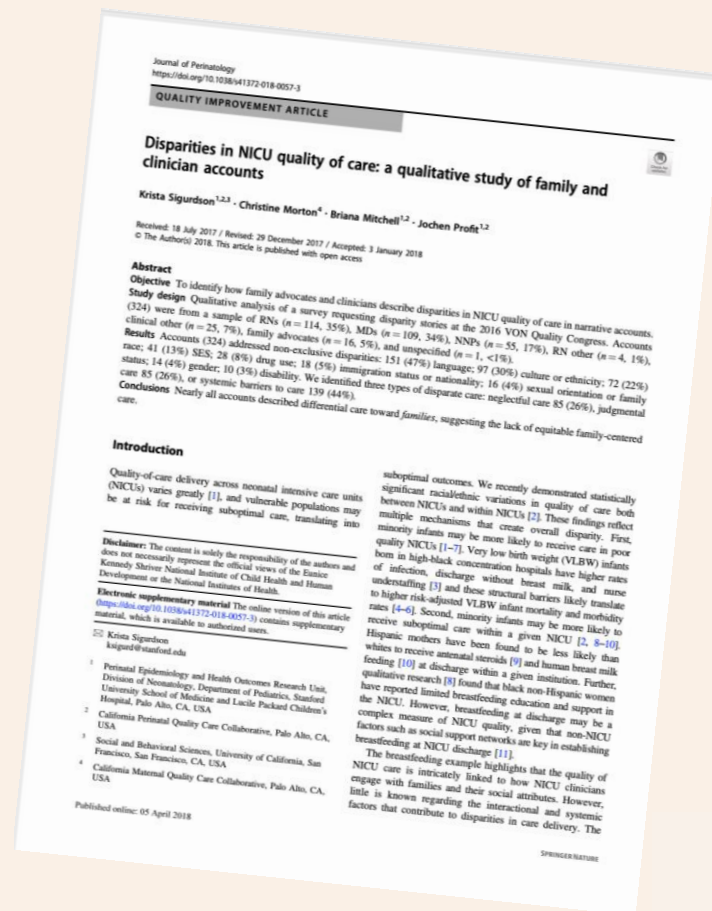 Journal of Perinatology
https://doi.org/10.1038/s41372-018-0057-3
QUALITY IMPROVEMENT ARTICLE
Disparities in NICU quality of care: a qualitative study of family and
clinician accounts
Krista Sigurdson1,2,3 · Christine Morton4 · Briana Mitchell1,2 · Jochen Profit1,2
Received: 18 July 2017 / Revised: 29 December 2017 / Accepted: 3 January 2018
© The Author(s) 2018. This article is published with open access
Abstract
Objective To identify how family advocates and clinicians describe disparities in NICU quality of care in narrative accounts.
Study design Qualitative analysis of a survey requesting disparity stories at the 2016 VON Quality Congress. Accounts
(324) were from a sample of RNs (n = 114, 35%), MDs (n = 109, 34%), NNPs (n = 55, 17%), RN other (n = 4, 1%),
clinical other (n = 25, 7%), family advocates (n = 16, 5%), and unspecified (n = 1, <1%).
Results Accounts (324) addressed non-exclusive disparities: 151 (47%) language; 97 (30%) culture or ethnicity; 72 (22%)
race; 41 (13%) SES; 28 (8%) drug use; 18 (5%) immigration status or nationality; 16 (4%) sexual orientation or family
status; 14 (4%) gender; 10 (3%) disability. We identified three types of disparate care: neglectful care 85 (26%), judgmental
care 85 (26%), or systemic barriers to care 139 (44%).
Conclusions Nearly all accounts described differential care toward families, suggesting the lack of equitable family-centered
care.
Introduction
Quality-of-care delivery across neonatal intensive care units
(NICUs) varies greatly [1], and vulnerable populations may
be at risk for receiving suboptimal care, translating into
Disclaimer: The content is solely the responsibility of the authors and
does not necessarily represent the official views of the Eunice
Kennedy Shriver National Institute of Child Health and Human
Development or the National Institutes of Health.
Electronic supplementary material The online version of this article
(https://doi.org/10.1038/s41372-018-0057-3) contains supplementary
material, which is available to authorized users.
Krista Sigurdson
ksigurd@stanford.edu
1 Perinatal Epidemiology and Health Outcomes Research Unit,
Division of Neonatology, Department of Pediatrics, Stanford
University School of Medicine and Lucile Packard Children's
Hospital, Palo Alto, CA, USA
2 California Perinatal Quality Care Collaborative, Palo Alto, CA,
USA
3 Social and Behavioral Sciences, University of California, San
Francisco, San Francisco, CA, USA
4 California Maternal Quality Care Collaborative, Palo Alto, CA,
USA
Published online: 05 April 2018
suboptimal outcomes. We recently demonstrated statistically
significant racial/ethnic variations in quality of care both
between NICUs and within NICUs [2]. These findings reflect
multiple mechanisms that create overall disparity. First,
minority infants may be more likely to receive care in poor
quality NICUs [1–7]. Very low birth weight (VLBW) infants
born in high-black concentration hospitals have higher rates
of infection, discharge without breast milk, and nurse
understaffing [3] and these structural barriers likely translate
to higher risk-adjusted VLBW infant mortality and morbidity
rates [4–6]. Second, minority infants may be more likely to
receive suboptimal care within a given NICU [2, 8–10].
Hispanic mothers have been found to be less likely than
whites to receive antenatal steroids [9] and human breast milk
feeding [10] at discharge within a given institution. Further,
qualitative research [8] found that black non-Hispanic women
have reported limited breastfeeding education and support in
the NICU. However, breastfeeding at discharge may be a
complex measure of NICU quality, given that non-NICU
factors such as social support networks are key in establishing
breastfeeding at NICU discharge [11].
The breastfeeding example highlights that the quality of
NICU care is intricately linked to how NICU clinicians
engage with families and their social attributes. However,
little is known regarding the interactional and systemic
factors that contribute to disparities in care delivery. The
SPRINGER NATURE